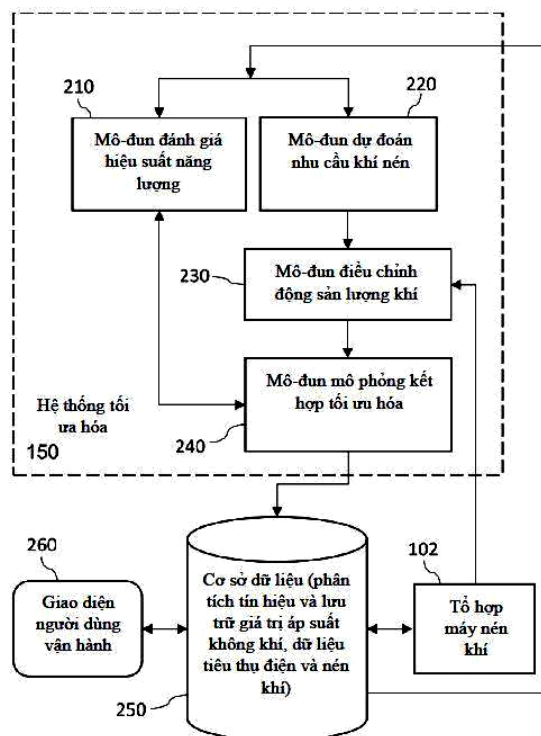 210
220
Mô-đun đánh giá
hiệu suất năng
lượng
Mô-đun dự đoán
nhu cầu khí nén
230
Mô-đun điều chỉnh
động sản lượng khí
Mô-đun mô phỏng kết
hợp tối ưu hóa
240
Hệ thống tối
ưa hóa
150
260
Giao diện
người dùng
vận hành
Cơ sở dữ liệu (phân
tích tín hiệu và lưu
trữ giá trị áp suất
không khí, dữ liệu
tiêu thụ điện và nén
khí)
250
102
Tổ hợp
máy nén
khí